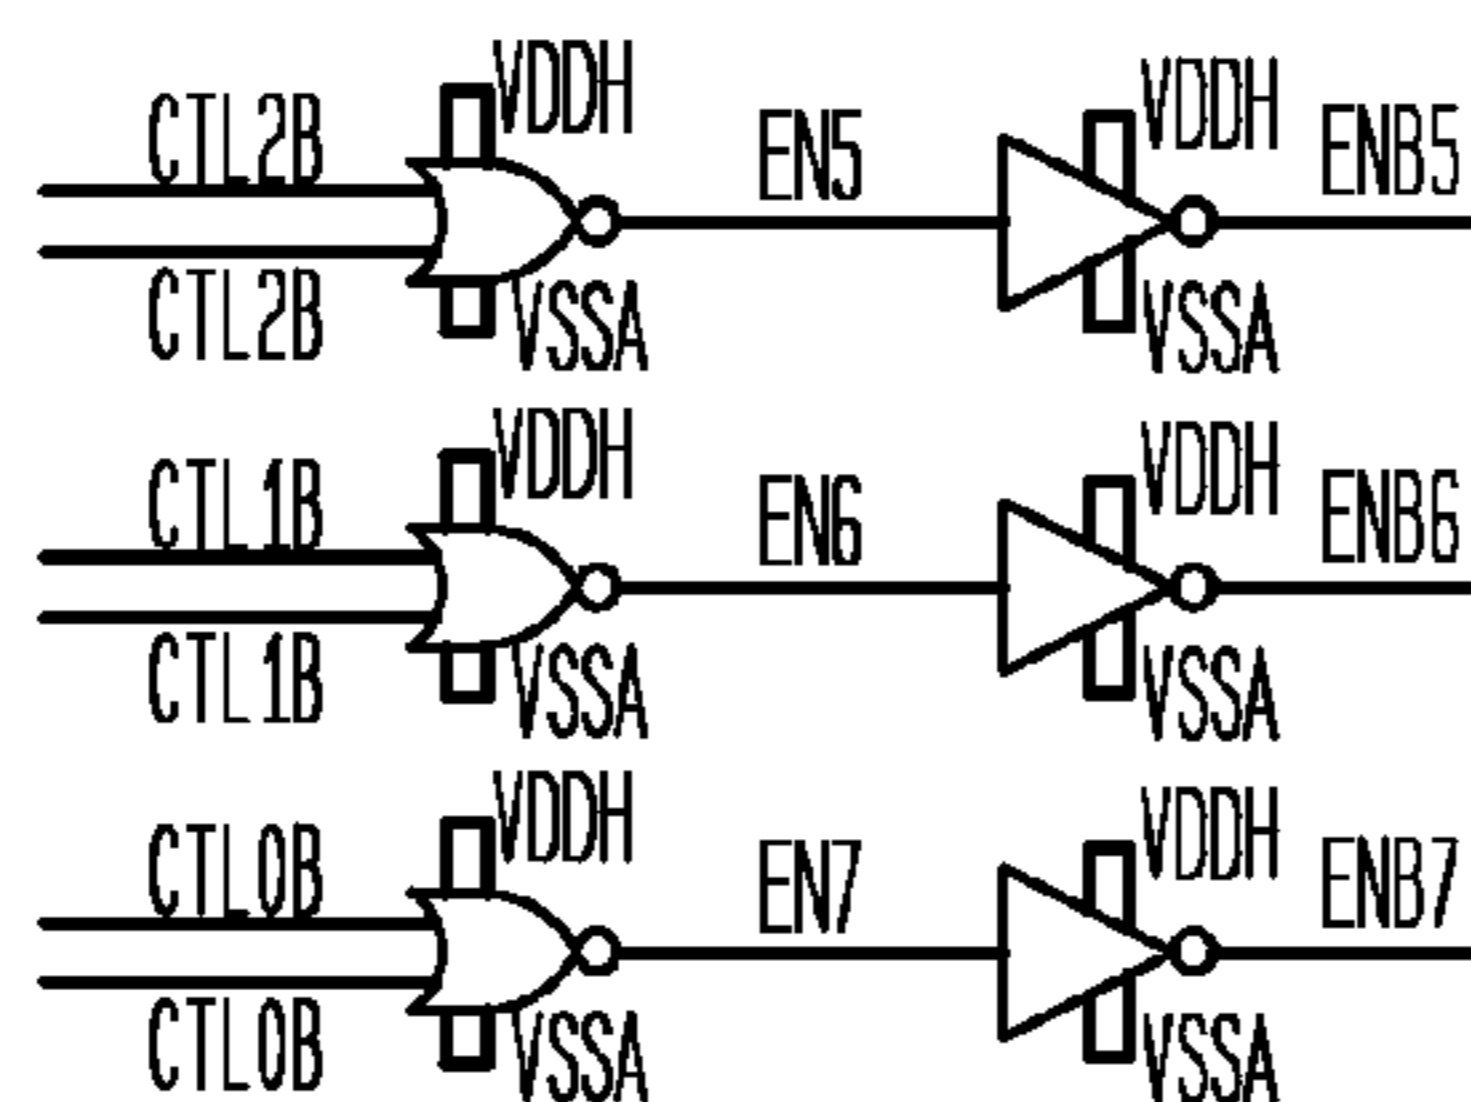 VDDH
CTL2B
CTL2B
VSSA
EN5
VDDH
VSSA
ENB5
VDDH
CTL1B
CTL1B
VSSA
EN6
VDDH
VSSA
ENB6
VDDH
CTL0B
CTL0B
VSSA
EN7
VDDH
VSSA
ENB7